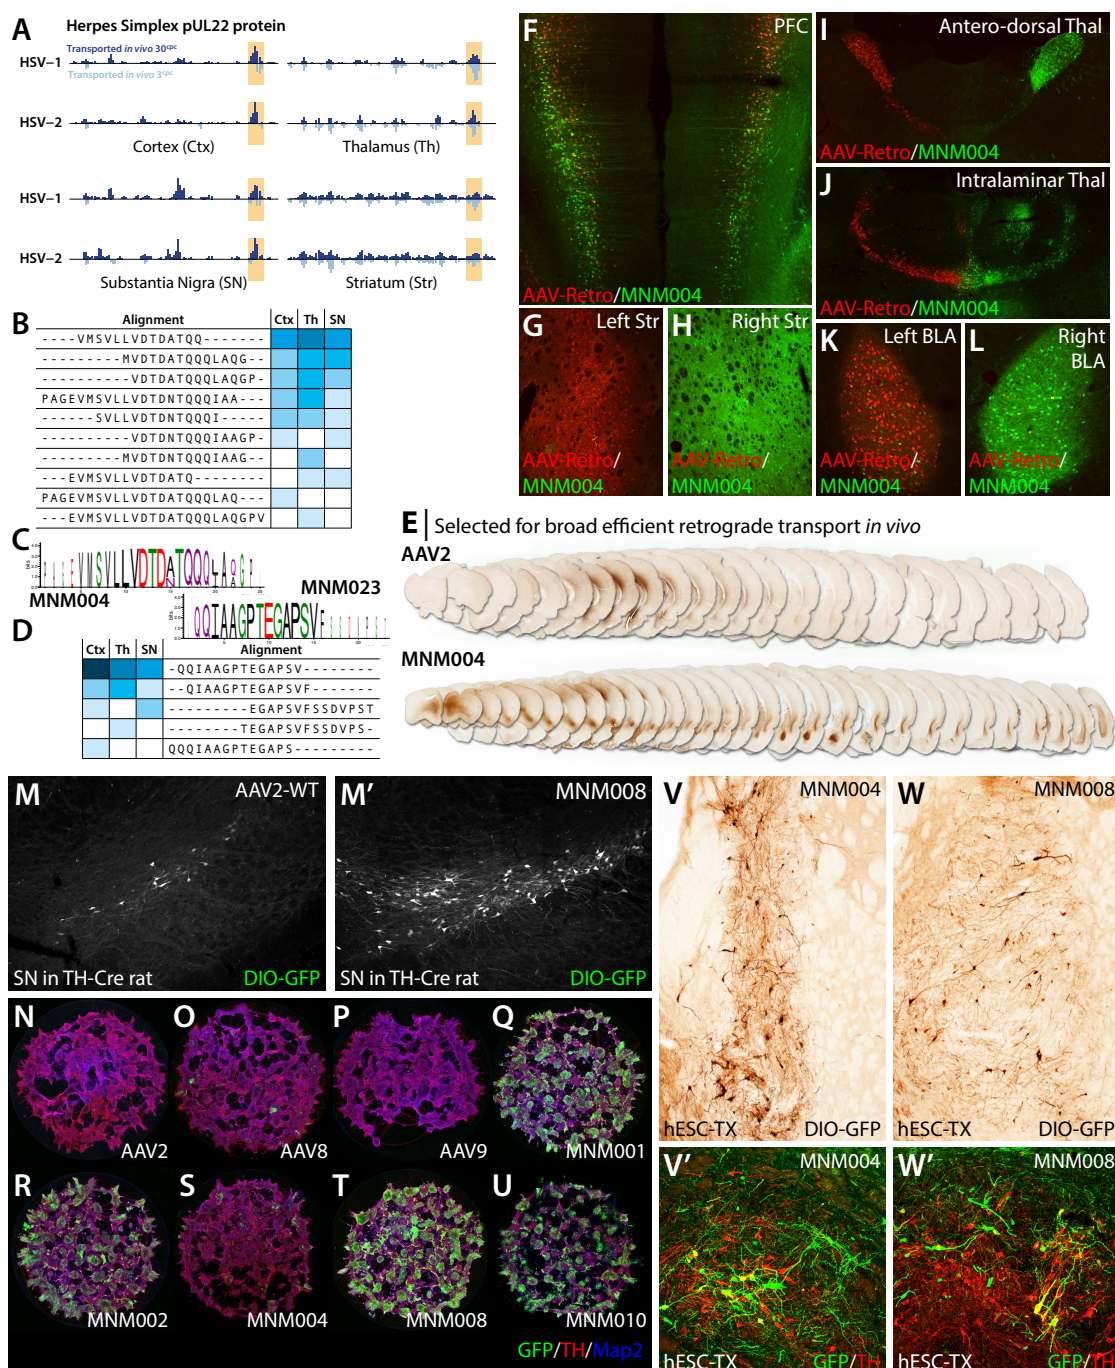 A
Herpes Simplex pUL22 protein
Transported in vivo 30cpc
HSV−1
Transported in vivo 3cpc
HSV−2
Cortex (Ctx)
Thalamus (Th)
HSV−1
HSV−2
Substantia Nigra (SN)
Striatum (Str)
B
Alignment
Ctx
Th
SN
----VMSVLLVDTDATQQ-------
---------MVDTDATQQQLAQG--
----------VDTDATQQQLAQGP-
PAGEVMSVLLVDTDNTQQQIAA---
------SVLLVDTDNTQQQI-----
----------VDTDNTQQQIAAGP-
---------MVDTDNTQQQIAAG--
---EVMSVLLVDTDATQ--------
PAGEVMSVLLVDTDATQQQLAQ---
---EVMSVLLVDTDATQQQLAQGPV
C
bits
MNM004
MNM023
bits
D
Ctx
Th
SN
Alignment
-QQIAAGPTEGAPSV--------
--QIAAGPTEGAPSVF-------
---------EGAPSVFSSDVPST
--------TEGAPSVFSSDVPS-
QQQIAAGPTEGAPS---------
E
Selected for broad efficient retrograde transport in vivo
AAV2
MNM004
F
PFC
AAV-Retro/MNM004
G
Left Str
AAV-Retro/
MNM004
H
Right Str
AAV-Retro/
MNM004
I
Antero-dorsal Thal
AAV-Retro/MNM004
J
Intralaminar Thal
AAV-Retro/MNM004
K
Left BLA
AAV-Retro/
MNM004
L
Right
BLA
AAV-Retro/
MNM004
M
AAV2-WT
SN in TH-Cre rat
DIO-GFP
M′
MNM008
SN in TH-Cre rat
DIO-GFP
N
AAV2
O
AAV8
P
AAV9
Q
MNM001
R
MNM002
S
MNM004
T
MNM008
U
MNM010
GFP/TH/Map2
V
MNM004
hESC-TX
DIO-GFP
W
MNM008
hESC-TX
DIO-GFP
V′
MNM004
hESC-TX
GFP/TH
W′
MNM008
hESC-TX
GFP/TH